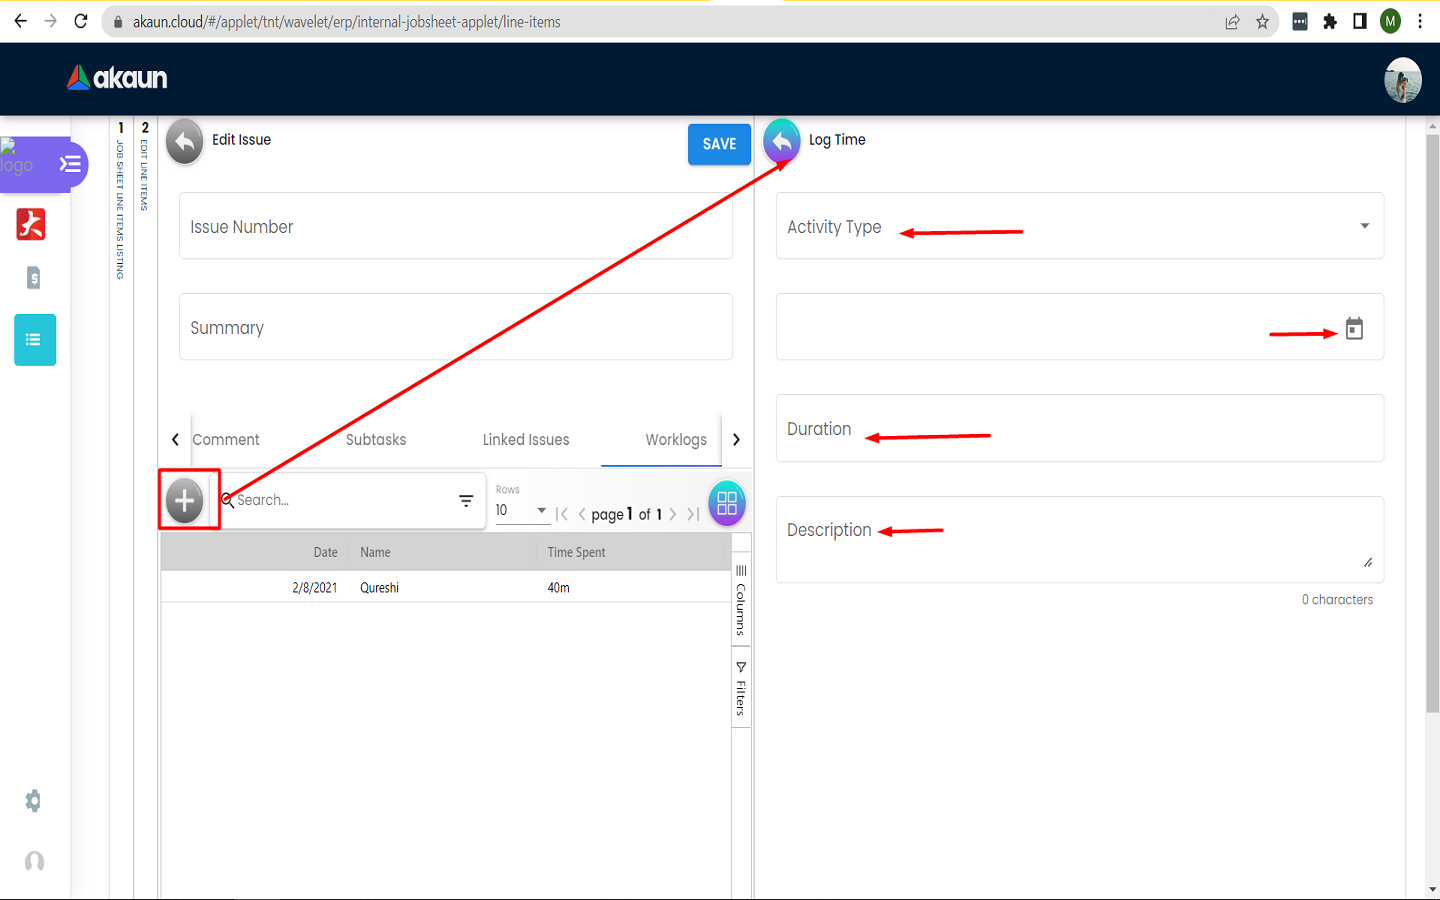 akaun.cloud/#/applet/tnt/wavelet/erp/internal-jobsheet-applet/line-items
M
akaun
logo
1 JOB SHEET LINE ITEMS LISTING
2 EDIT LINE ITEMS
Edit Issue
SAVE
Issue Number
Summary
Comment Subtasks Linked Issues Worklogs
Search...
Rows
10
page 1 of 1
Date Name Time Spent
2/8/2021 Qureshi 40m
Columns
Filters
Log Time
Activity Type
Duration
Description
0 characters